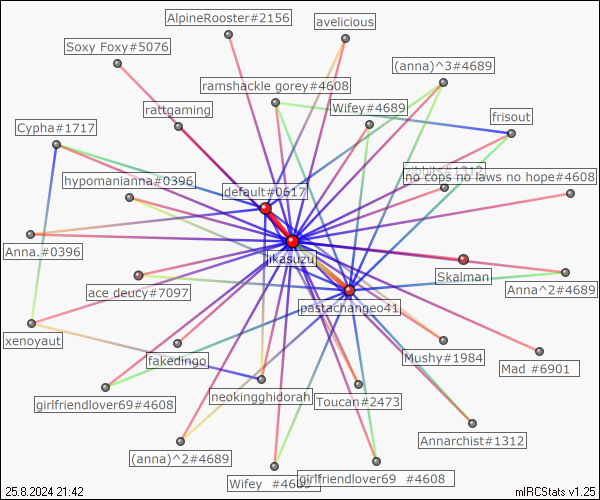 AlpineRooster#2156
avelicious
Soxy Foxy#5076
(anna)^3#4689
ramshackle gorey#4608
Wifey#4689
rattgaming
frisout
Cypha#1717
zibbits#1312
no cops no laws no hope#4608
hypomanianna#0396
default#0617
Anna.#0396
ikasuzu
Skalman
ace deucy#7097
Anna^2#4689
pastachangeo41
xenoyaut
fakedingo
Mushy#1984
Mad #6901
neokingghidorah
girlfriendlover69#4608
Toucan#2473
Annarchist#1312
(anna)^2#4689
Wifey #4689
girlfriendlover69 #4608
25.8.2024 21:42
mIRCStats v1.25